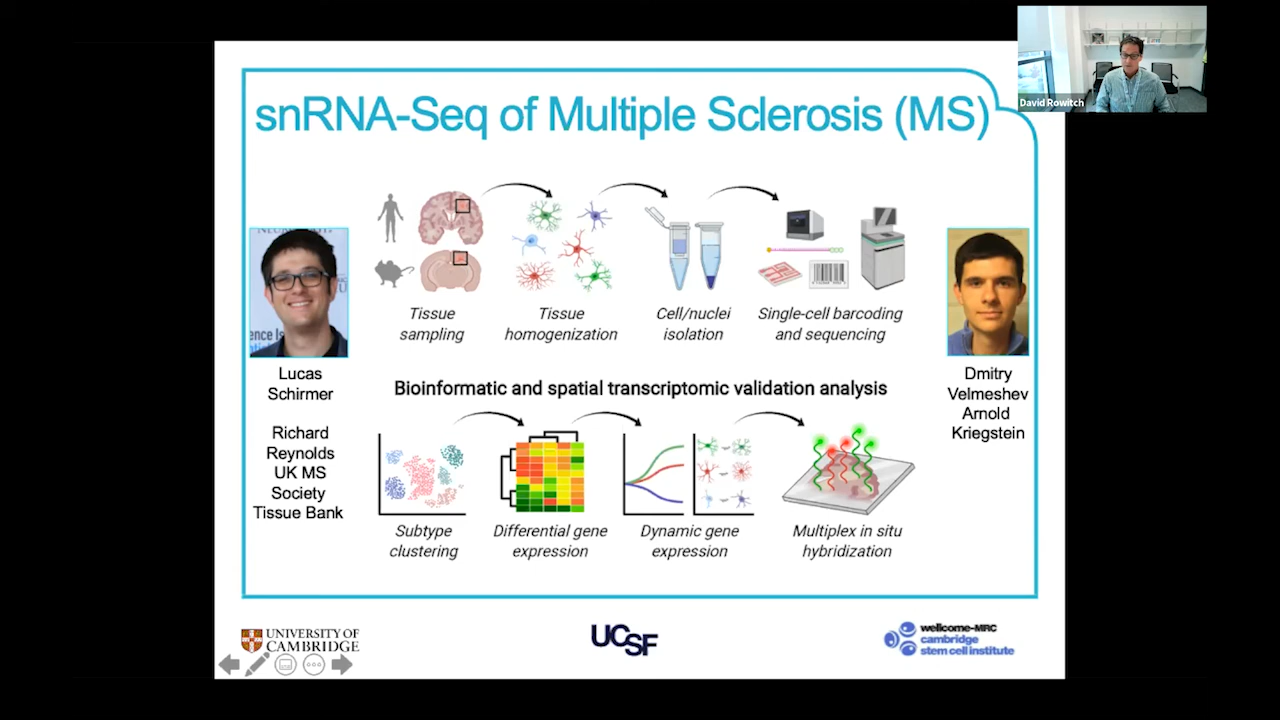 David Rowitch
snRNA-Seq of Multiple Sclerosis (MS)
Tissue
sampling
Tissue
homogenization
Cell/nuclei
isolation
Single-cell barcoding
and sequencing
Lucas
Schirmer
Richard
Reynolds
UK MS
Society
Tissue Bank
Dmitry
Velmeshev
Arnold
Kriegstein
Bioinformatic and spatial transcriptomic validation analysis
Subtype
clustering
Differential gene
expression
Dynamic gene
expression
Multiplex in situ
hybridization
UNIVERSITY OF
CAMBRIDGE
UCSF
wellcome-MRC
cambridge
stem cell institute